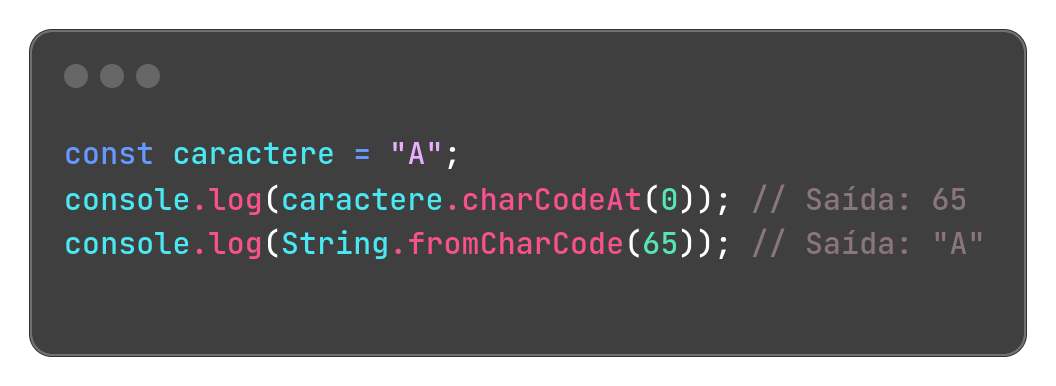 const caractere = "A";
console.log(caractere.charCodeAt(0)); // Saída: 65
console.log(String.fromCharCode(65)); // Saída: "A"